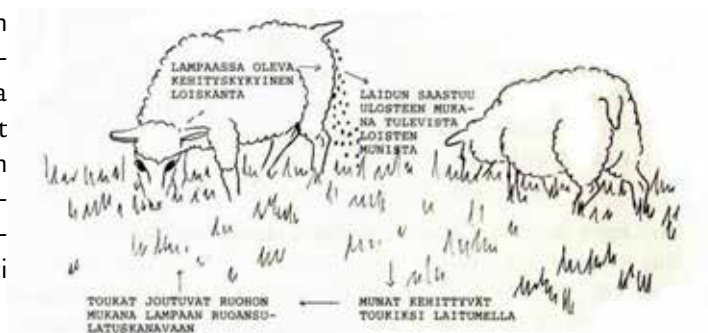 n
–
a
t
n
–
–
ti
LAMPAASSA OLEVA
KEHITYSKYKYINEN
LOISKANTA
LAIDUN SAASTUU
ULOSTEEN MUKA-
NA TULEVISTA
LOISTEN
MUNISTA
MUNAT KEHITTYVÄT
TOUKIKSI LAITUMELLA
TOUKAT JOUTUVAT RUOHON
MUKANA LAMPAAN RUOANSU-
LATUSKANAVAAN